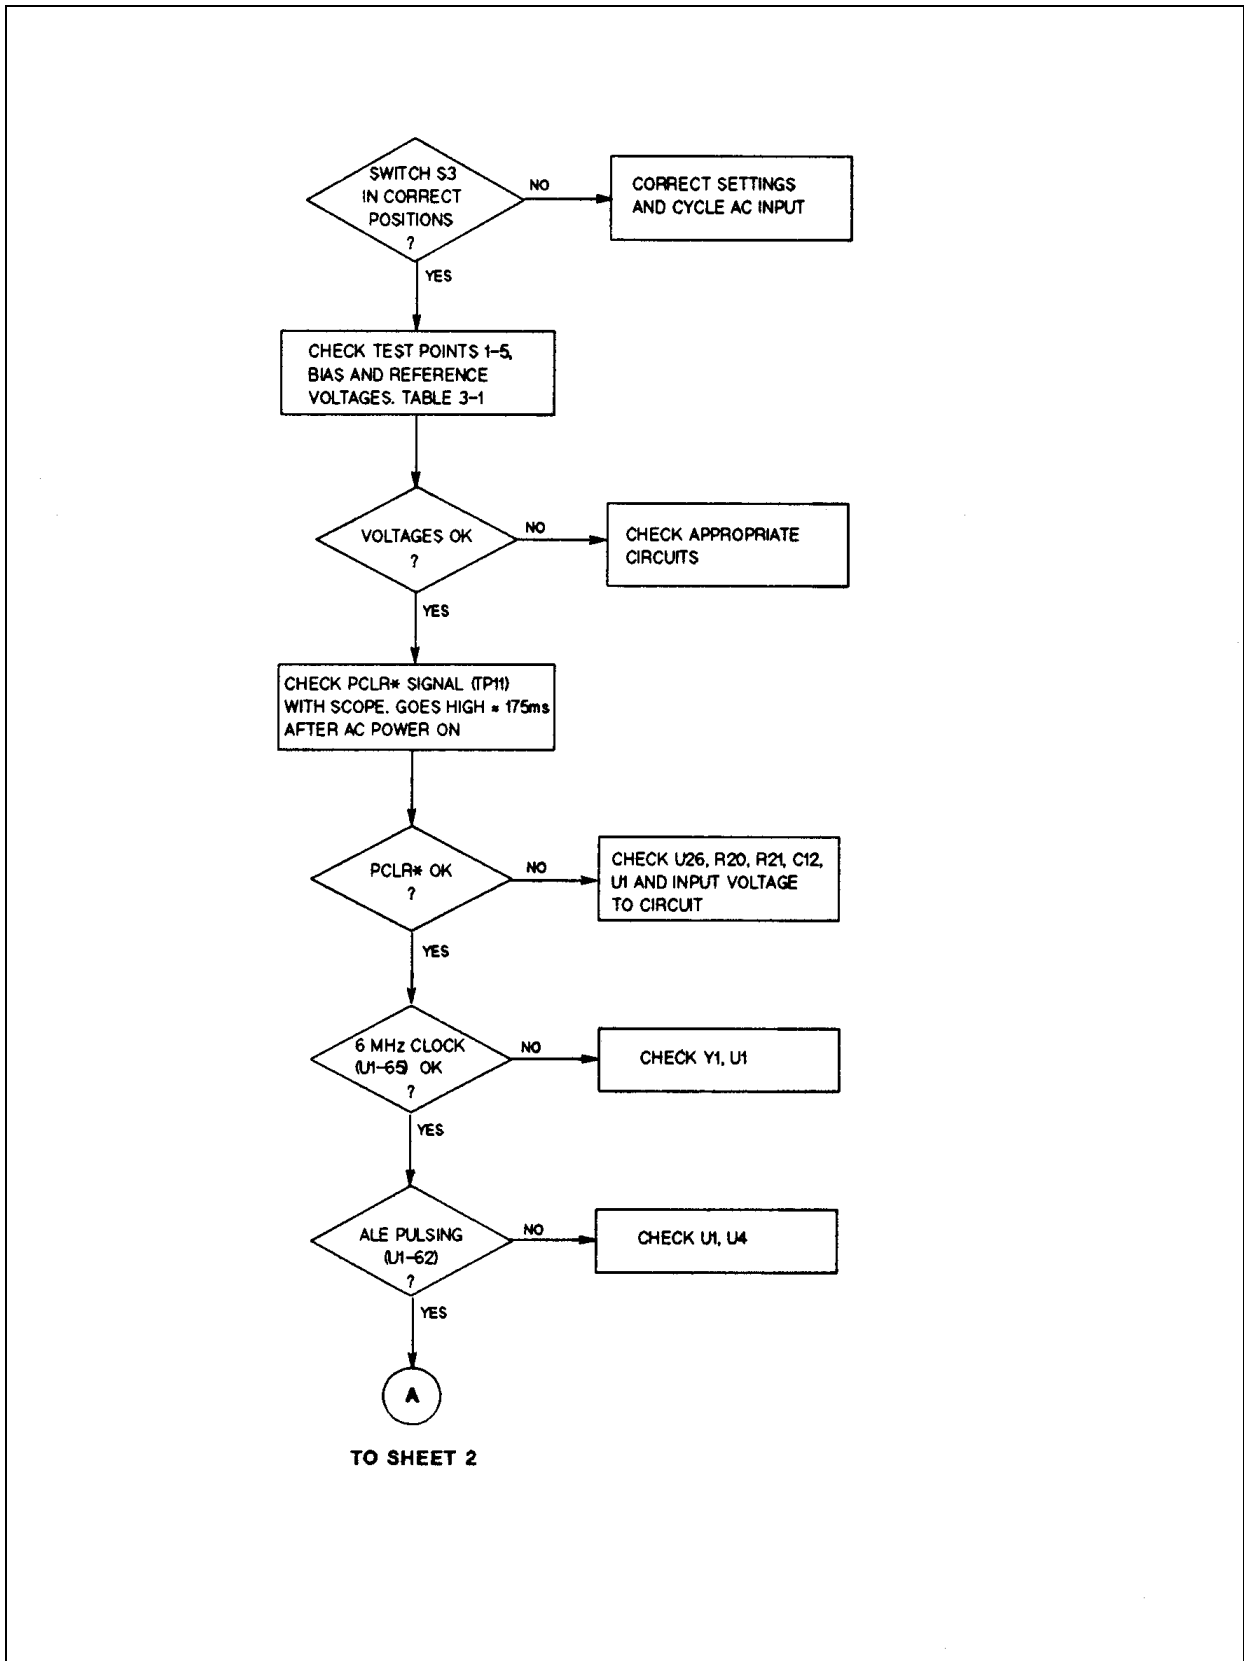 SWITCH S3
IN CORRECT
POSITIONS
?
NO
CORRECT SETTINGS
AND CYCLE AC INPUT
YES
CHECK TEST POINTS 1-5,
BIAS AND REFERENCE
VOLTAGES. TABLE 3-1
VOLTAGES OK
?
NO
CHECK APPROPRIATE
CIRCUITS
YES
CHECK PCLR* SIGNAL (TP11)
WITH SCOPE. GOES HIGH ≈ 175ms
AFTER AC POWER ON
PCLR* OK
?
NO
CHECK U26, R20, R21, C12,
U1 AND INPUT VOLTAGE
TO CIRCUIT
YES
6 MHz CLOCK
(U1-65) OK
?
NO
CHECK Y1, U1
YES
ALE PULSING
(U1-62)
?
NO
CHECK U1, U4
YES
A
TO SHEET 2